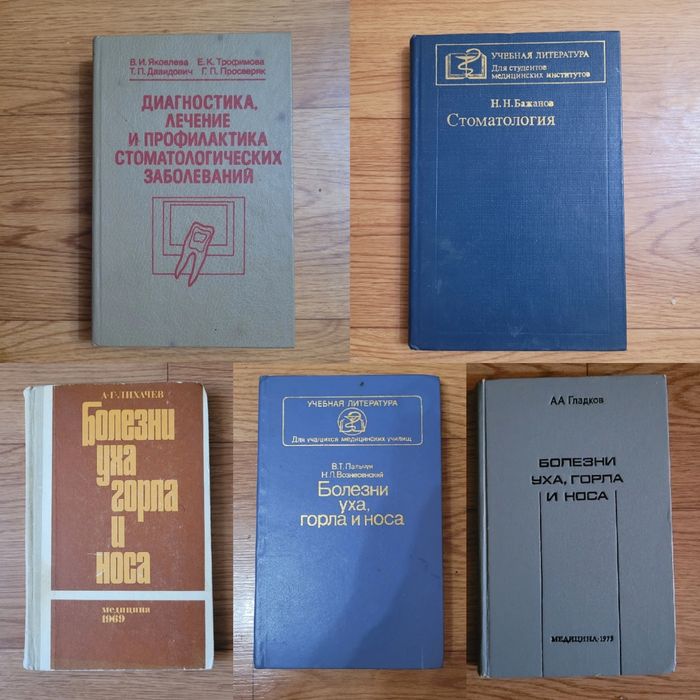 В.И. Яковлева Е.К. Трофимова
Т.П. Давидович Г.П. Просверяк
ДИАГНОСТИКА,
ЛЕЧЕНИЕ
И ПРОФИЛАКТИКА
СТОМАТОЛОГИЧЕСКИХ
ЗАБОЛЕВАНИЙ
УЧЕБНАЯ ЛИТЕРАТУРА
Для студентов
медицинских институтов
Н.Н.Бажанов
Стоматология
А·Г·ЛИХАЧЕВ
Болезни
уха
горла
и
носа
медицина
1969
УЧЕБНАЯ ЛИТЕРАТУРА
Для учащихся медицинских училищ
В.Т.Пальчун
Н.Л.Вознесенский
Болезни
уха,
горла и носа
А.А.Гладков
БОЛЕЗНИ
УХА, ГОРЛА
И НОСА
МЕДИЦИНА·1973